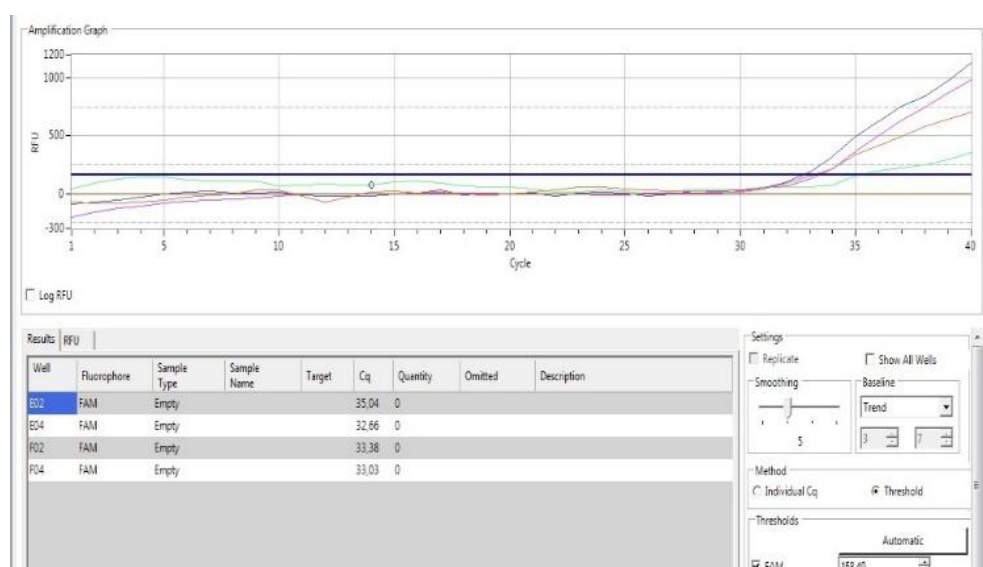 Amplification Graph
1200
1000
500
0
-300
RFU
1 5 10 15 20 25 30 35 40
Cycle
Log RFU
Results RFU
Well Fluorophore Sample Type Sample Name Target Cq Quantity Omitted Description
E02 FAM Empty 35,04 0
E04 FAM Empty 32,66 0
F02 FAM Empty 33,38 0
F04 FAM Empty 33,03 0
Settings
Replicate Show All Wells
Smoothing Baseline
Trend
5 3 7
Method
Individual Cq Threshold
Thresholds
Automatic
FAM 158,40